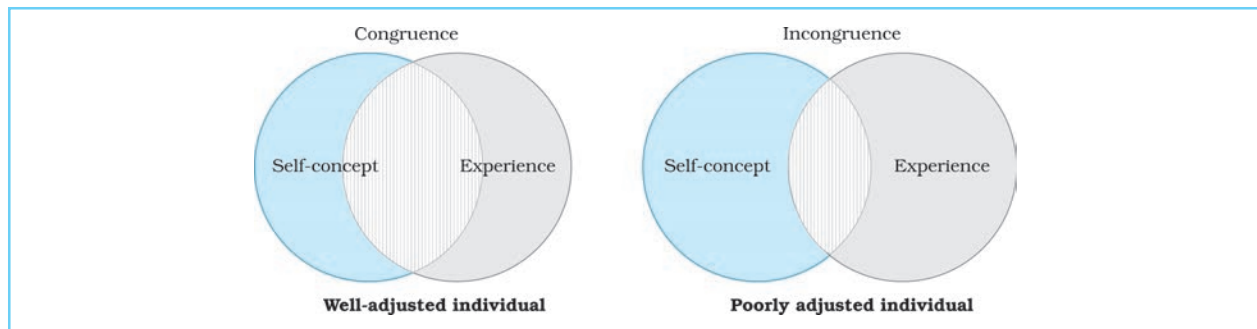 Congruence
Incongruence
Self-concept
Experience
Self-concept
Experience
Well-adjusted individual
Poorly adjusted individual